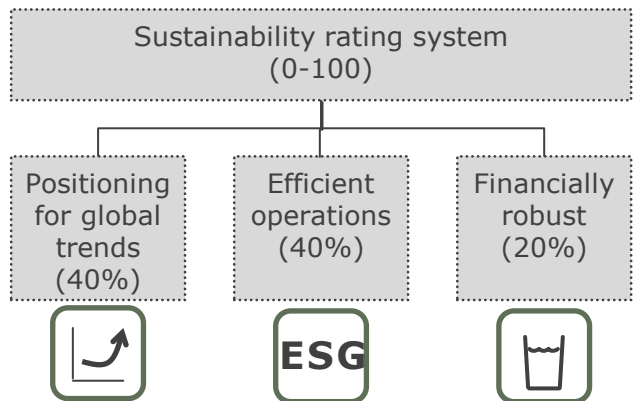 Sustainability rating system
(0-100)
Positioning
for global
trends
(40%)
Efficient
operations
(40%)
Financially
robust
(20%)
ESG